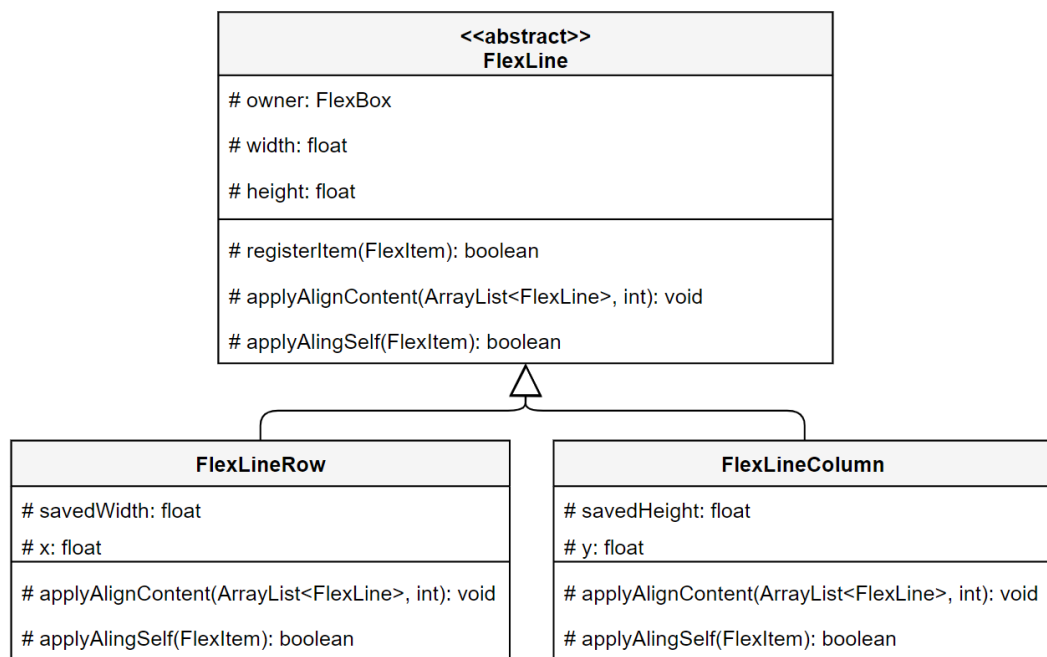 <<abstract>>
FlexLine
# owner: FlexBox
# width: float
# height: float
# registerItem(FlexItem): boolean
# applyAlignContent(ArrayList<FlexLine>, int): void
# applyAlingSelf(FlexItem): boolean
FlexLineRow
# savedWidth: float
# x: float
# applyAlignContent(ArrayList<FlexLine>, int): void
# applyAlingSelf(FlexItem): boolean
FlexLineColumn
# savedHeight: float
# y: float
# applyAlignContent(ArrayList<FlexLine>, int): void
# applyAlingSelf(FlexItem): boolean